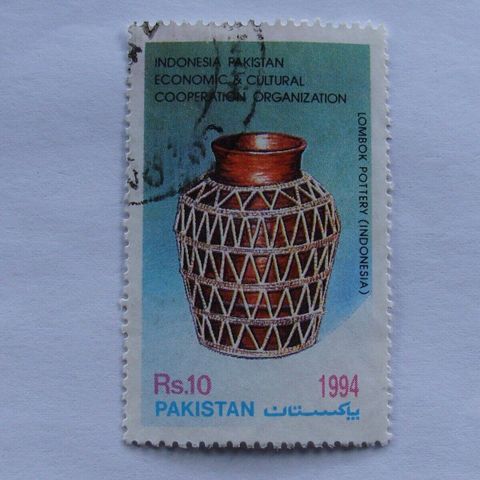 INDONESIA PAKISTAN
ECONOMIC & CULTURAL
COOPERATION ORGANIZATION
LOMBOK POTTERY (INDONESIA)
Rs.10
1994
PAKISTAN پاکستان